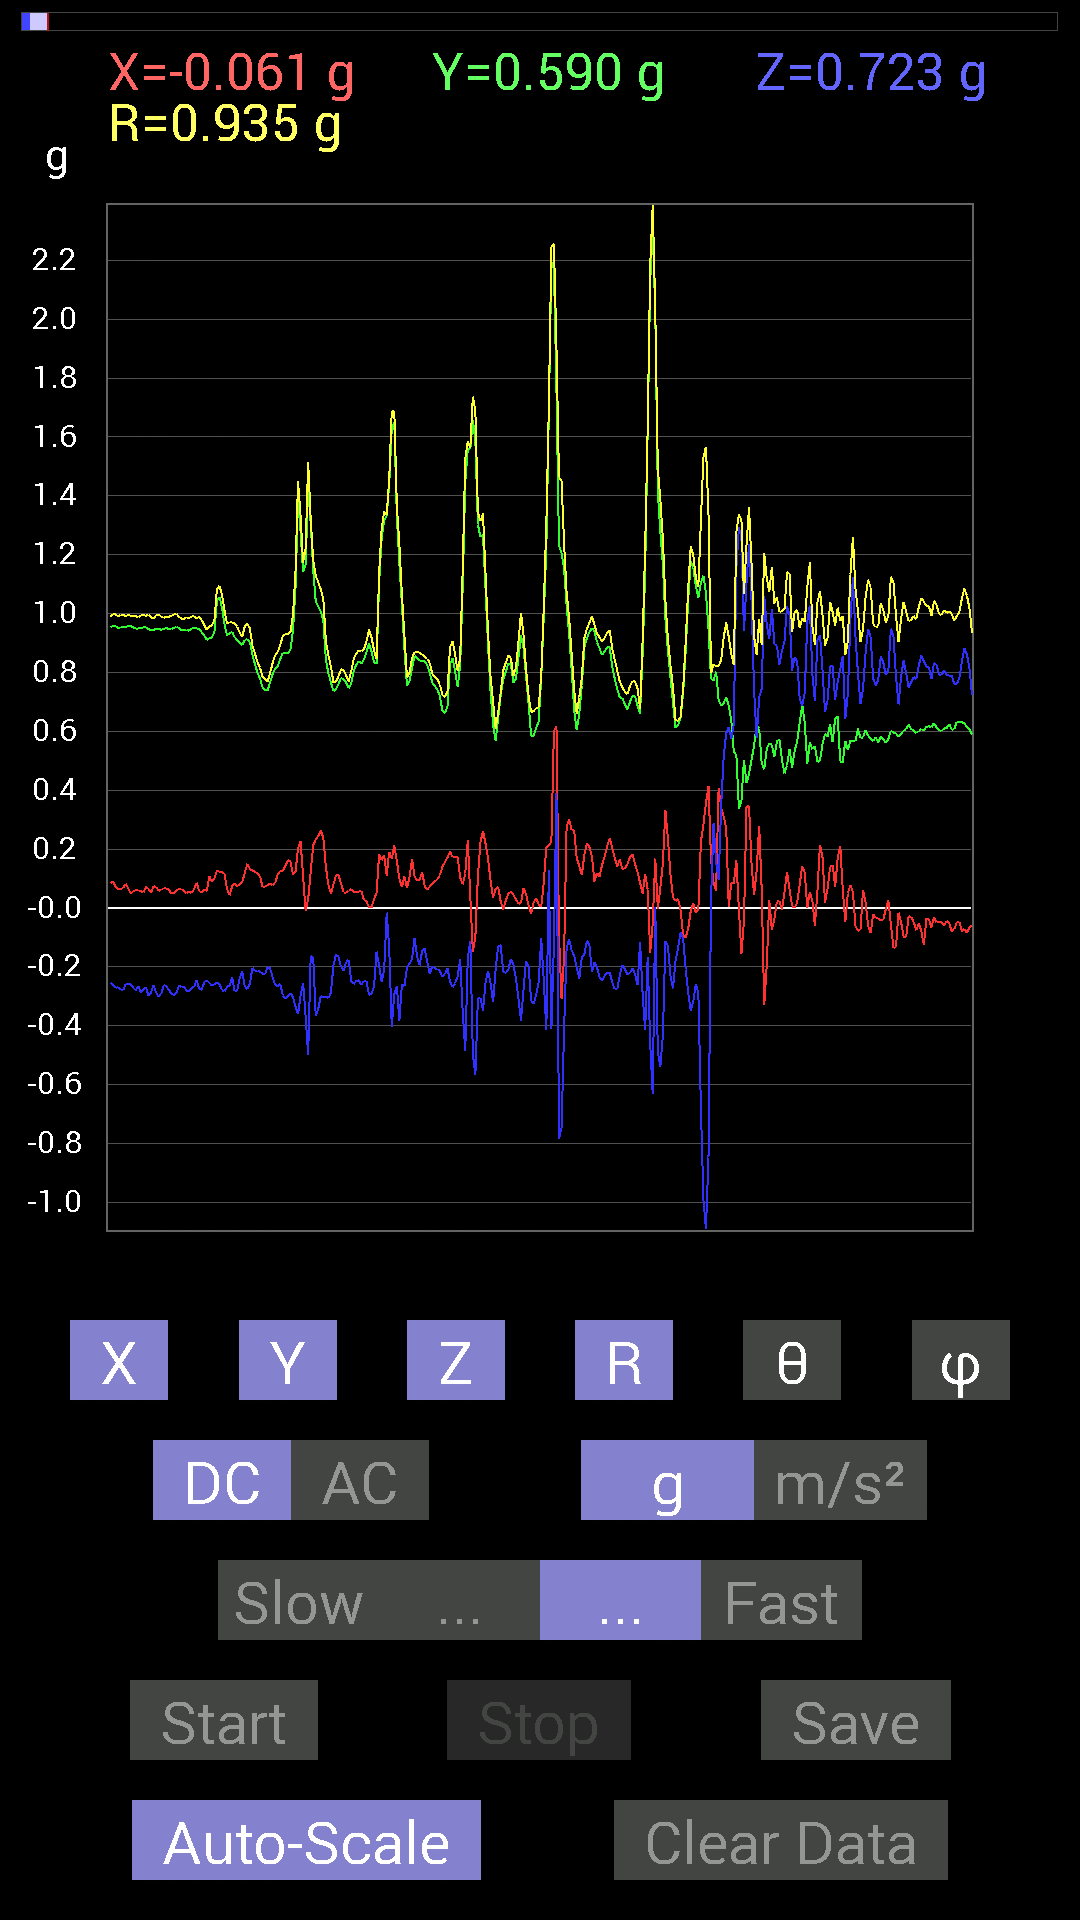 X=-0.061 g Y=0.590 g Z=0.723 g
R=0.935 g
g
2.2
2.0
1.8
1.6
1.4
1.2
1.0
0.8
0.6
0.4
0.2
-0.0
-0.2
-0.4
-0.6
-0.8
-1.0
X Y Z R θ φ
DC AC g m/s²
Slow ... ... Fast
Start Stop Save
Auto-Scale Clear Data